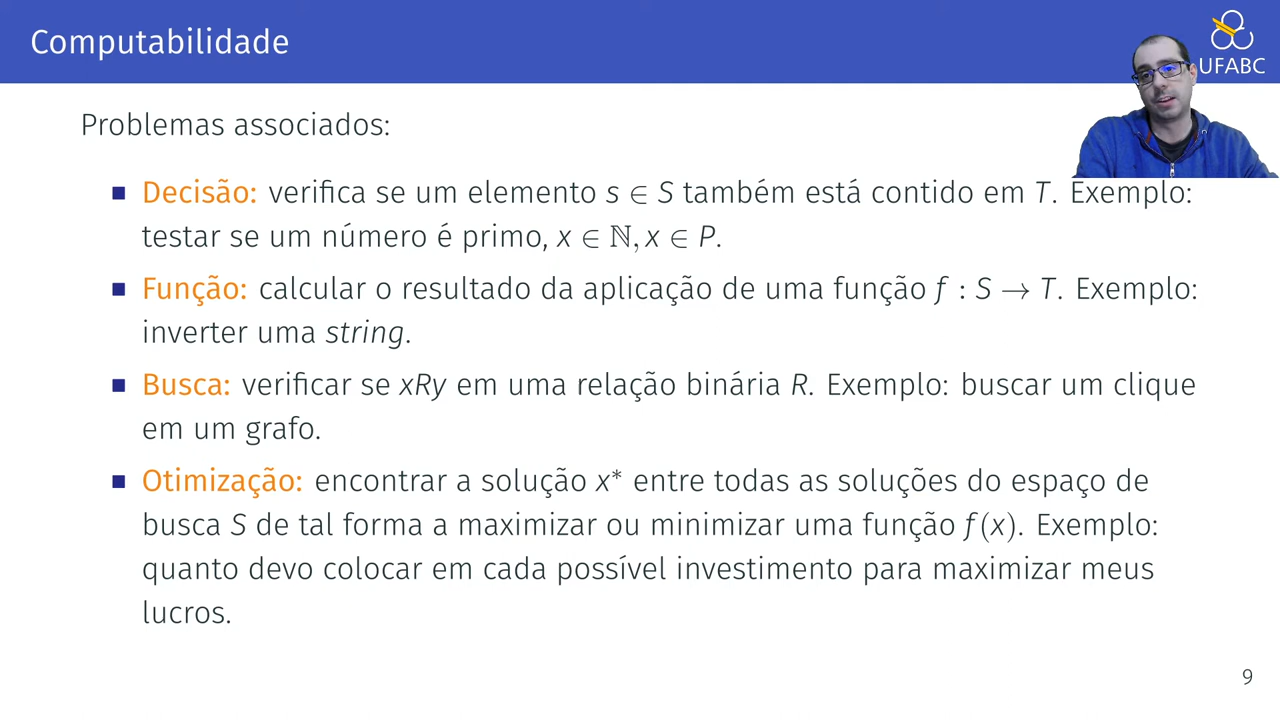 Computabilidade
UFABC
Problemas associados:
■ Decisão: verifica se um elemento s ∈ S também está contido em T. Exemplo:
testar se um número é primo, x ∈ ℕ, x ∈ P.
■ Função: calcular o resultado da aplicação de uma função f : S → T. Exemplo:
inverter uma string.
■ Busca: verificar se xRy em uma relação binária R. Exemplo: buscar um clique
em um grafo.
■ Otimização: encontrar a solução x* entre todas as soluções do espaço de
busca S de tal forma a maximizar ou minimizar uma função f(x). Exemplo:
quanto devo colocar em cada possível investimento para maximizar meus
lucros.
9